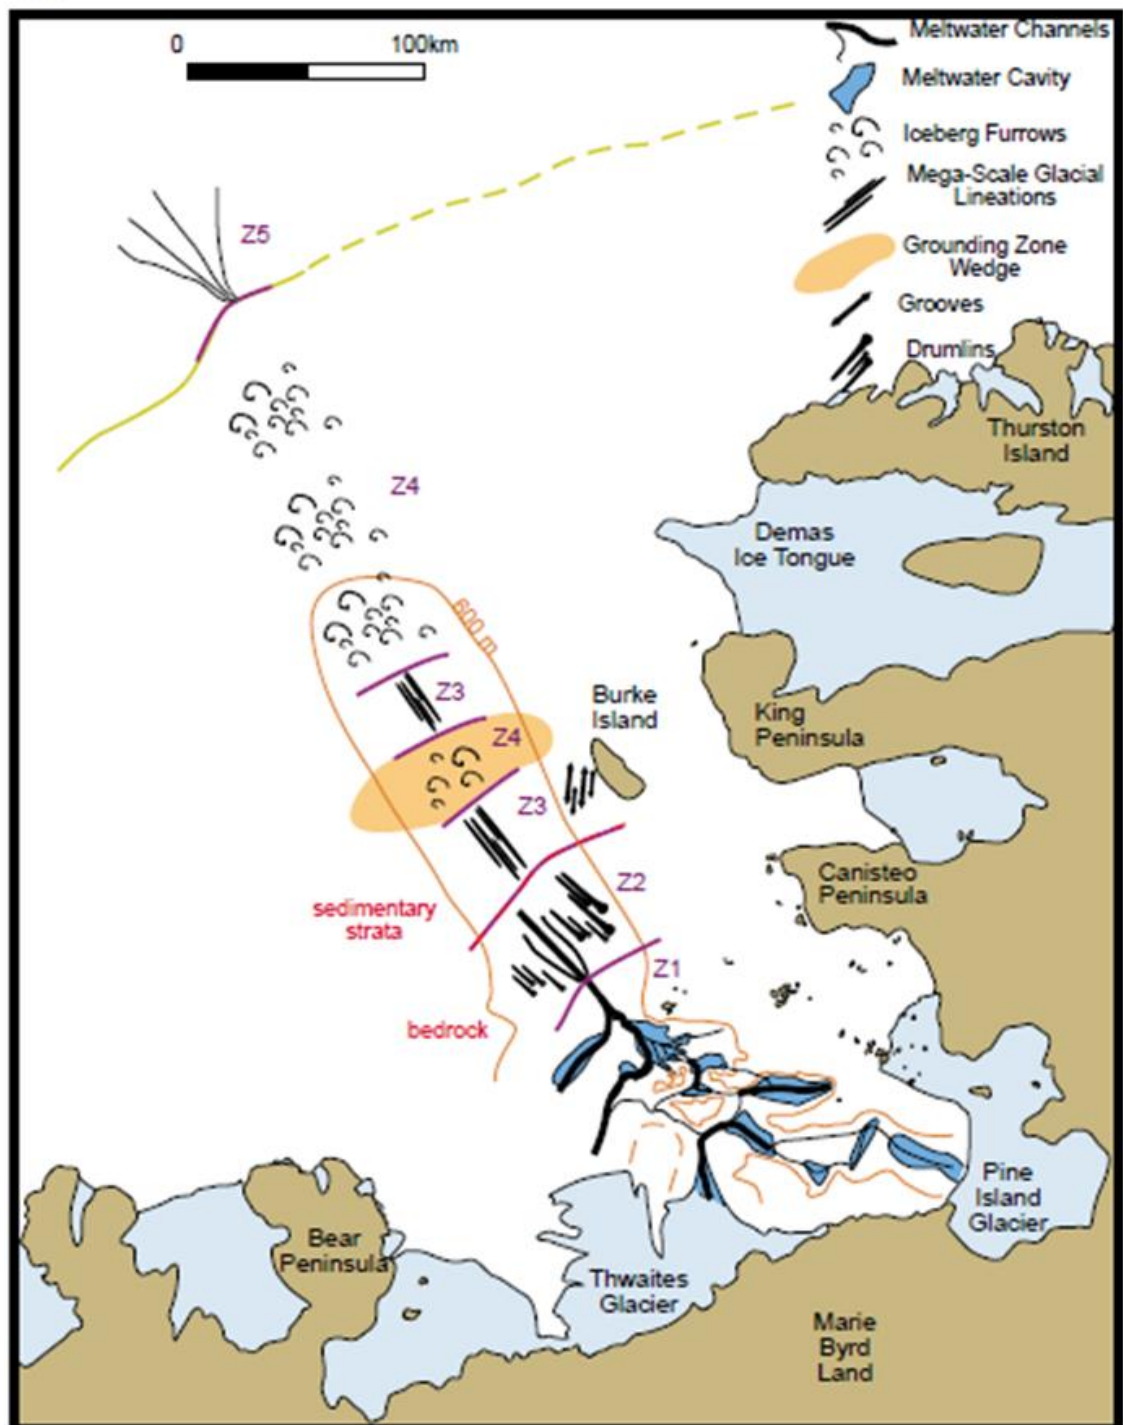 0 100km
Meltwater Channels
Meltwater Cavity
Iceberg Furrows
Mega-Scale Glacial
Lineations
Grounding Zone
Wedge
Grooves
Drumlins
Z5
Thurston
Island
Z4
Demas
Ice Tongue
600 m
Z3
Burke
Island
King
Peninsula
Z4
Z3
Canisteo
Peninsula
Z2
sedimentary
strata
Z1
bedrock
Pine
Island
Glacier
Bear
Peninsula
Thwaites
Glacier
Marie
Byrd
Land